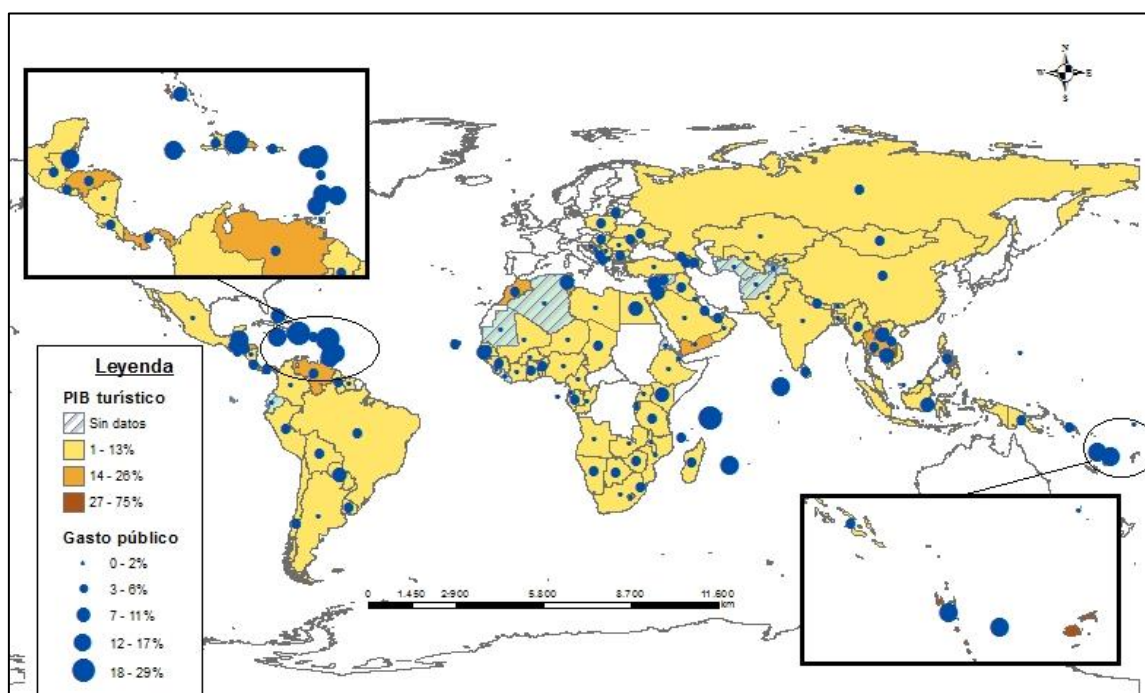 N
W E
S
Leyenda
PIB turístico
Sin datos
1 - 13%
14 - 26%
27 - 75%
Gasto público
0 - 2%
3 - 6%
7 - 11%
12 - 17%
18 - 29%
0 1.450 2.900 5.800 8.700 11.600
km